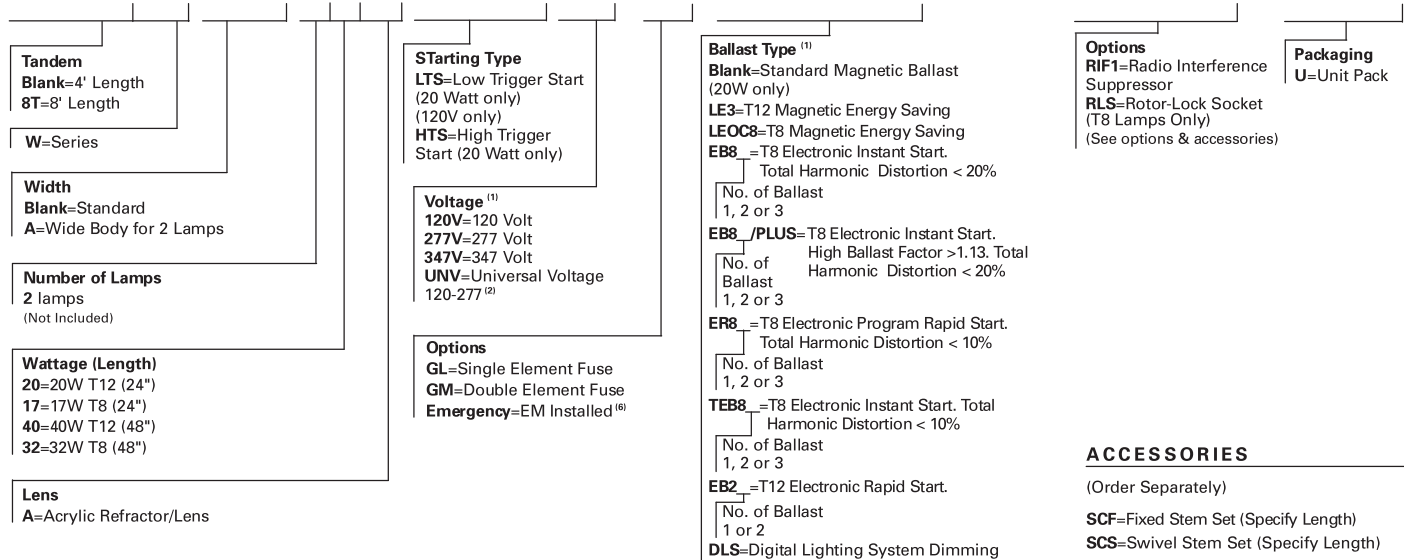 Tandem
Blank=4' Length
8T=8' Length
W=Series
Width
Blank=Standard
A=Wide Body for 2 Lamps
Number of Lamps
2 lamps
(Not Included)
Wattage (Length)
20=20W T12 (24")
17=17W T8 (24")
40=40W T12 (48")
32=32W T8 (48")
Lens
A=Acrylic Refractor/Lens
STarting Type
LTS=Low Trigger Start
(20 Watt only)
(120V only)
HTS=High Trigger
Start (20 Watt only)
Voltage (1)
120V=120 Volt
277V=277 Volt
347V=347 Volt
UNV=Universal Voltage
120-277 (2)
Options
GL=Single Element Fuse
GM=Double Element Fuse
Emergency=EM Installed (6)
Ballast Type (1)
Blank=Standard Magnetic Ballast
(20W only)
LE3=T12 Magnetic Energy Saving
LEOC8=T8 Magnetic Energy Saving
EB8_=T8 Electronic Instant Start.
Total Harmonic Distortion < 20%
No. of Ballast
1, 2 or 3
EB8_/PLUS=T8 Electronic Instant Start.
High Ballast Factor >1.13. Total
Harmonic Distortion < 20%
No. of
Ballast
1, 2 or 3
ER8_=T8 Electronic Program Rapid Start.
Total Harmonic Distortion < 10%
No. of Ballast
1, 2 or 3
TEB8_=T8 Electronic Instant Start. Total
Harmonic Distortion < 10%
No. of Ballast
1, 2 or 3
EB2_=T12 Electronic Rapid Start.
No. of Ballast
1 or 2
DLS=Digital Lighting System Dimming
Options
RIF1=Radio Interference
Suppressor
RLS=Rotor-Lock Socket
(T8 Lamps Only)
(See options & accessories)
Packaging
U=Unit Pack
ACCESSORIES
(Order Separately)
SCF=Fixed Stem Set (Specify Length)
SCS=Swivel Stem Set (Specify Length)